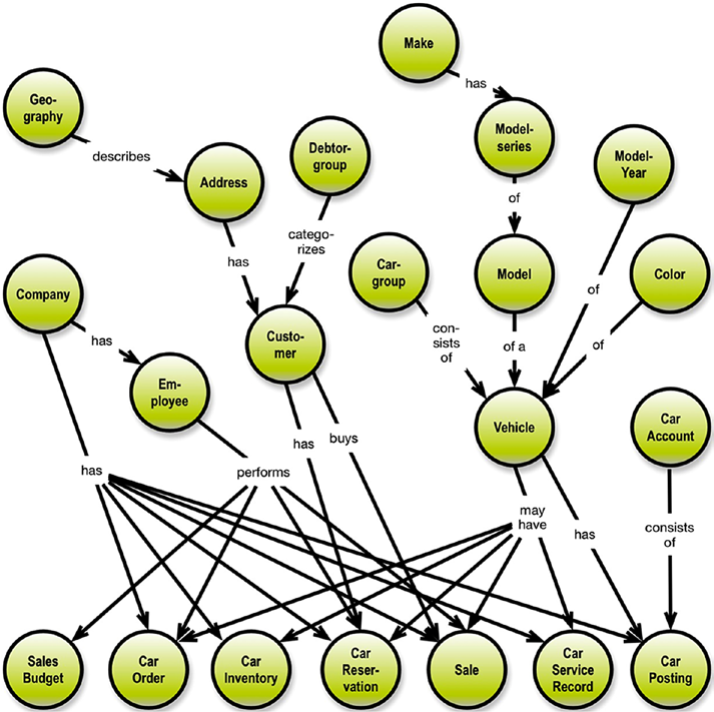 Make
has
Geo-
graphy
describes
Debtor-
group
Model-
series
Model-
Year
Address
of
catego-
rizes
has
Car-
group
Model
Color
of
Company
has
con-
sists
of
of a
of
Custo-
mer
Em-
ployee
Vehicle
Car
Account
has
buys
has
performs
may
have
has
consists
of
Sales
Budget
Car
Order
Car
Inventory
Car
Reser-
vation
Sale
Car
Service
Record
Car
Posting